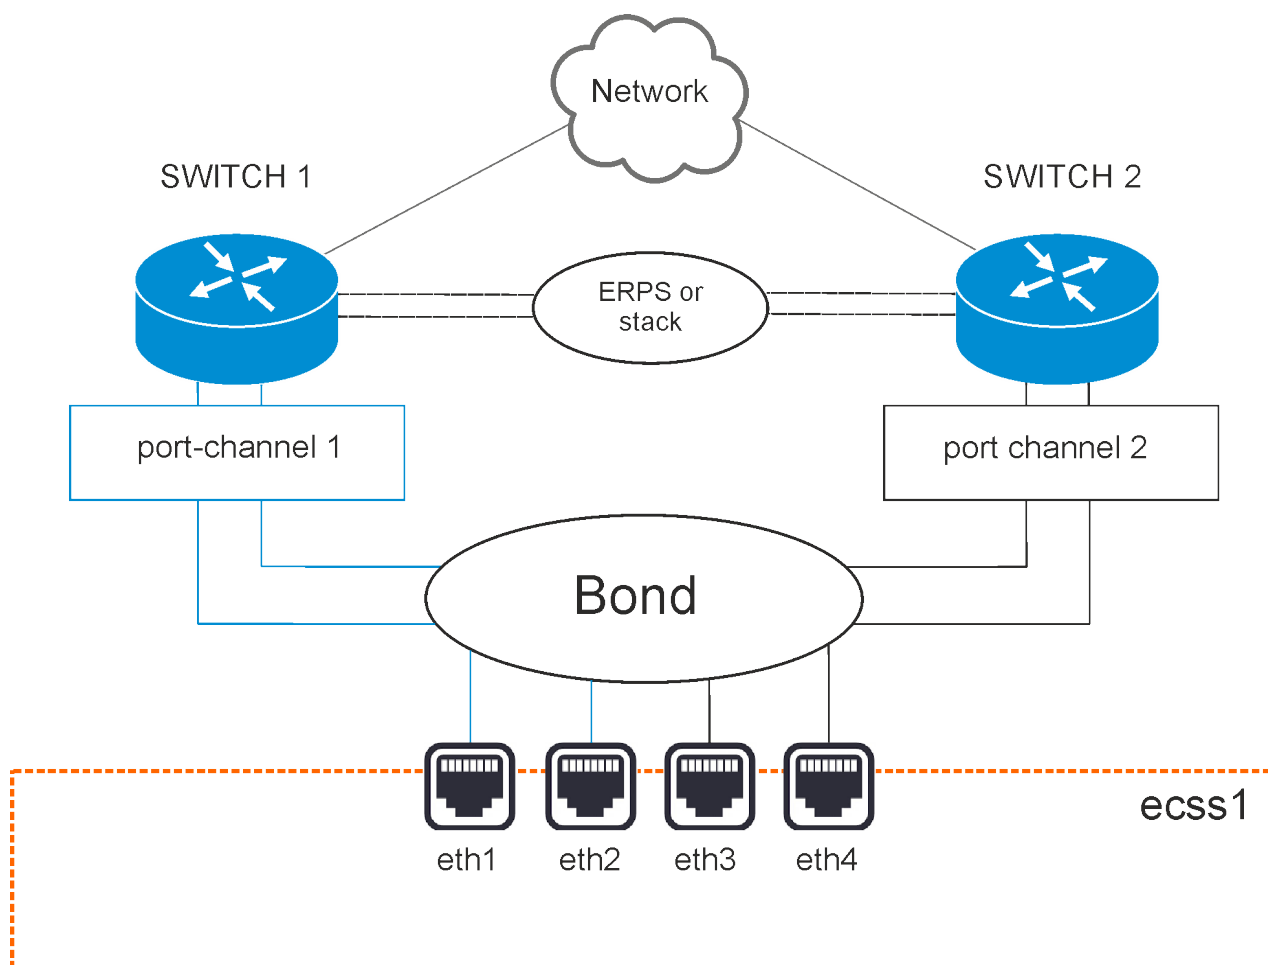 Network
SWITCH 1
SWITCH 2
ERPS or
stack
port-channel 1
port channel 2
Bond
ecss1
eth1
eth2
eth3
eth4